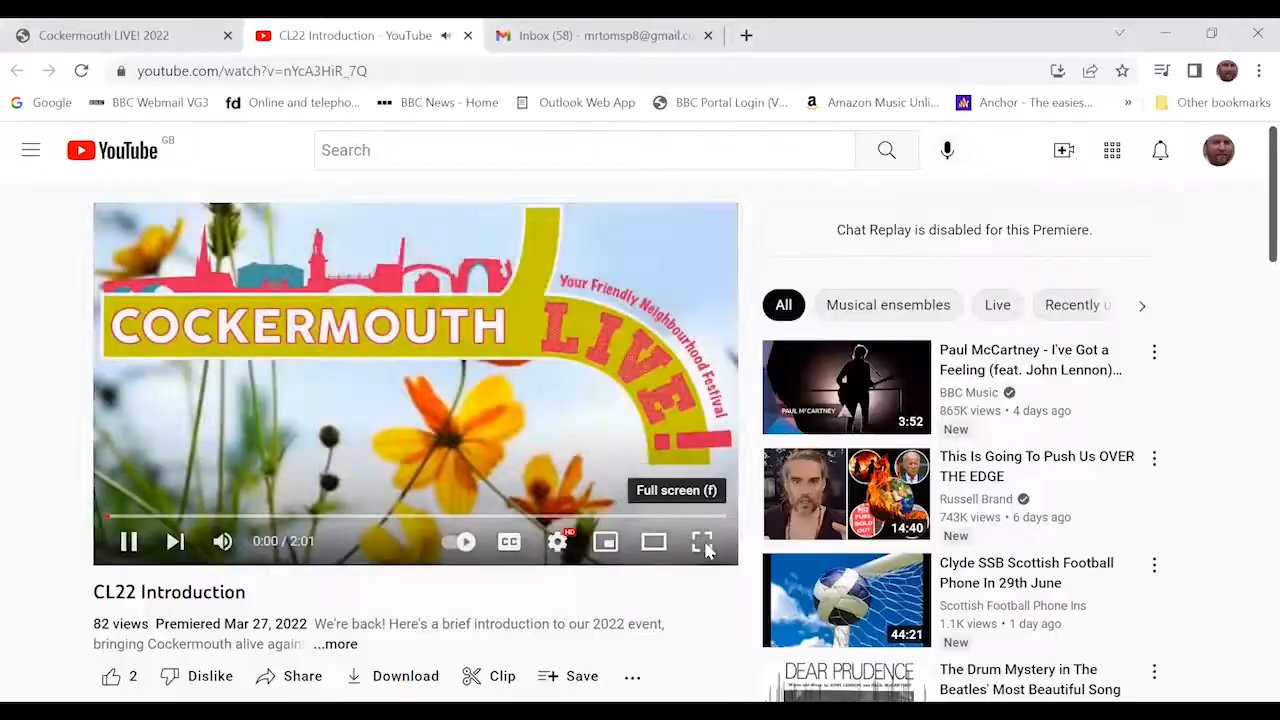 Cockermouth LIVE! 2022
CL22 Introduction - YouTube
Inbox (58) - mrtomsp8@gmail.c
youtube.com/watch?v=nYcA3HiR_7Q
Google
BBC Webmail VG3
fd Online and telepho...
BBC News - Home
Outlook Web App
BBC Portal Login (V...
Amazon Music Unli...
Anchor - The easies...
»
Other bookmarks
YouTube GB
Search
COCKERMOUTH
LIVE!
Your Friendly Neighbourhood Festival
Full screen (f)
0:00 / 2:01
CC
HD
CL22 Introduction
82 views Premiered Mar 27, 2022 We're back! Here's a brief introduction to our 2022 event,
bringing Cockermouth alive again! ...more
2
Dislike
Share
Download
Clip
Save
Chat Replay is disabled for this Premiere.
All
Musical ensembles
Live
Recently u
PAUL McCARTNEY
3:52
Paul McCartney - I've Got a
Feeling (feat. John Lennon)...
BBC Music
865K views • 4 days ago
New
14:40
This Is Going To Push Us OVER
THE EDGE
Russell Brand
743K views • 6 days ago
New
44:21
Clyde SSB Scottish Football
Phone In 29th June
Scottish Football Phone Ins
1.1K views • 1 day ago
New
DEAR PRUDENCE
The Drum Mystery in The
Beatles' Most Beautiful Song